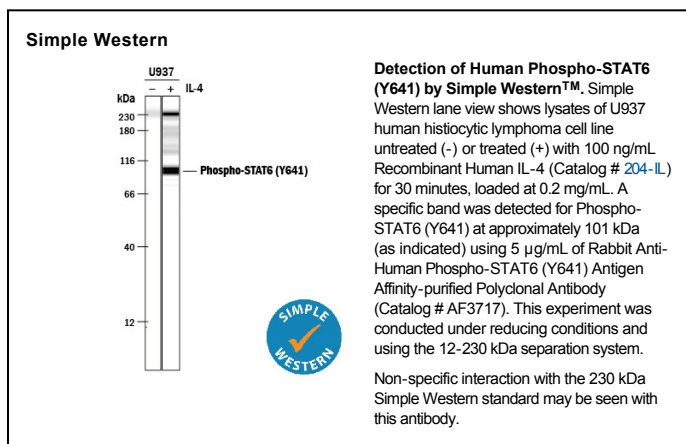 Simple Western
U937
– + IL-4
kDa
230
180
116
Phospho-STAT6 (Y641)
66
40
12
SIMPLE
WESTERN
Detection of Human Phospho-STAT6
(Y641) by Simple Western™. Simple
Western lane view shows lysates of U937
human histiocytic lymphoma cell line
untreated (-) or treated (+) with 100 ng/mL
Recombinant Human IL-4 (Catalog # 204-IL)
for 30 minutes, loaded at 0.2 mg/mL. A
specific band was detected for Phospho-
STAT6 (Y641) at approximately 101 kDa
(as indicated) using 5 µg/mL of Rabbit Anti-
Human Phospho-STAT6 (Y641) Antigen
Affinity-purified Polyclonal Antibody
(Catalog # AF3717). This experiment was
conducted under reducing conditions and
using the 12-230 kDa separation system.
Non-specific interaction with the 230 kDa
Simple Western standard may be seen with
this antibody.